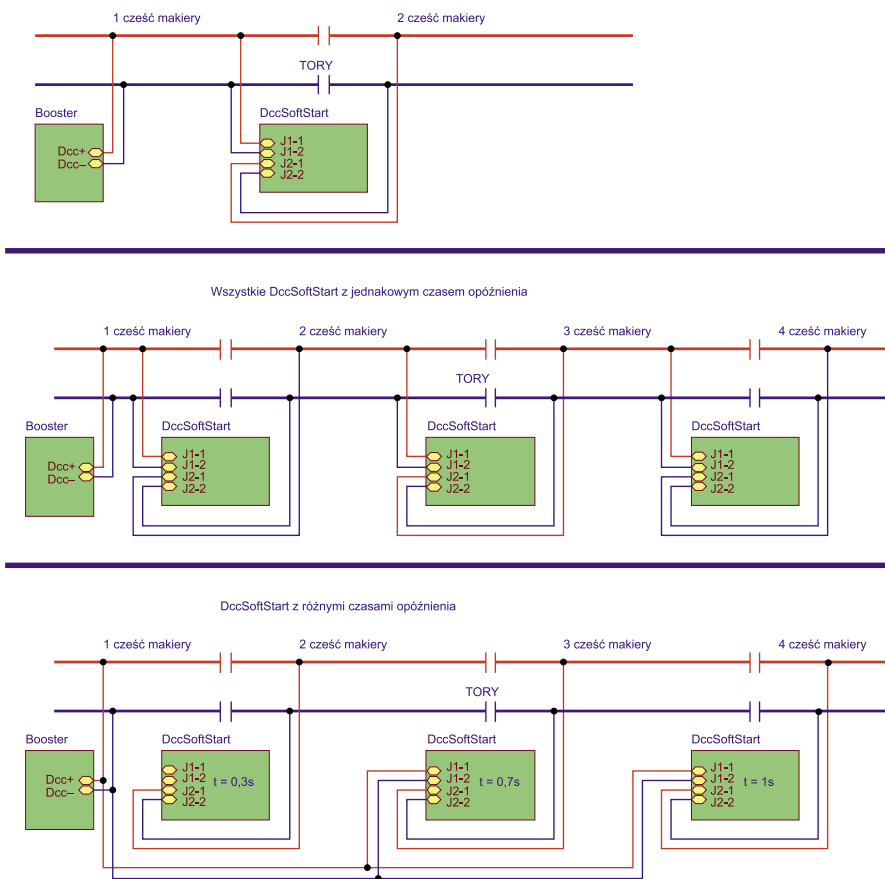 1 cześć makiery 2 cześć makiery
TORY
Booster DccSoftStart
Dcc+
Dcc–
J1-1
J1-2
J2-1
J2-2
Wszystkie DccSoftStart z jednakowym czasem opóźnienia
1 cześć makiery 2 cześć makiery 3 cześć makiery 4 cześć makiery
TORY
Booster DccSoftStart DccSoftStart DccSoftStart
Dcc+
Dcc–
J1-1 J1-1 J1-1
J1-2 J1-2 J1-2
J2-1 J2-1 J2-1
J2-2 J2-2 J2-2
DccSoftStart z różnymi czasami opóźnienia
1 cześć makiery 2 cześć makiery 3 cześć makiery 4 cześć makiery
TORY
Booster DccSoftStart DccSoftStart DccSoftStart
Dcc+
Dcc–
J1-1 J1-1 J1-1
J1-2 t = 0,3s J1-2 t = 0,7s J1-2 t = 1s
J2-1 J2-1 J2-1
J2-2 J2-2 J2-2